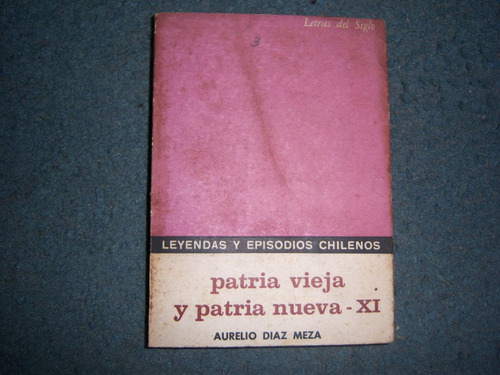 Letras del Siglo
3
LEYENDAS Y EPISODIOS CHILENOS
patria vieja
y patria nueva - XI
AURELIO DIAZ MEZA